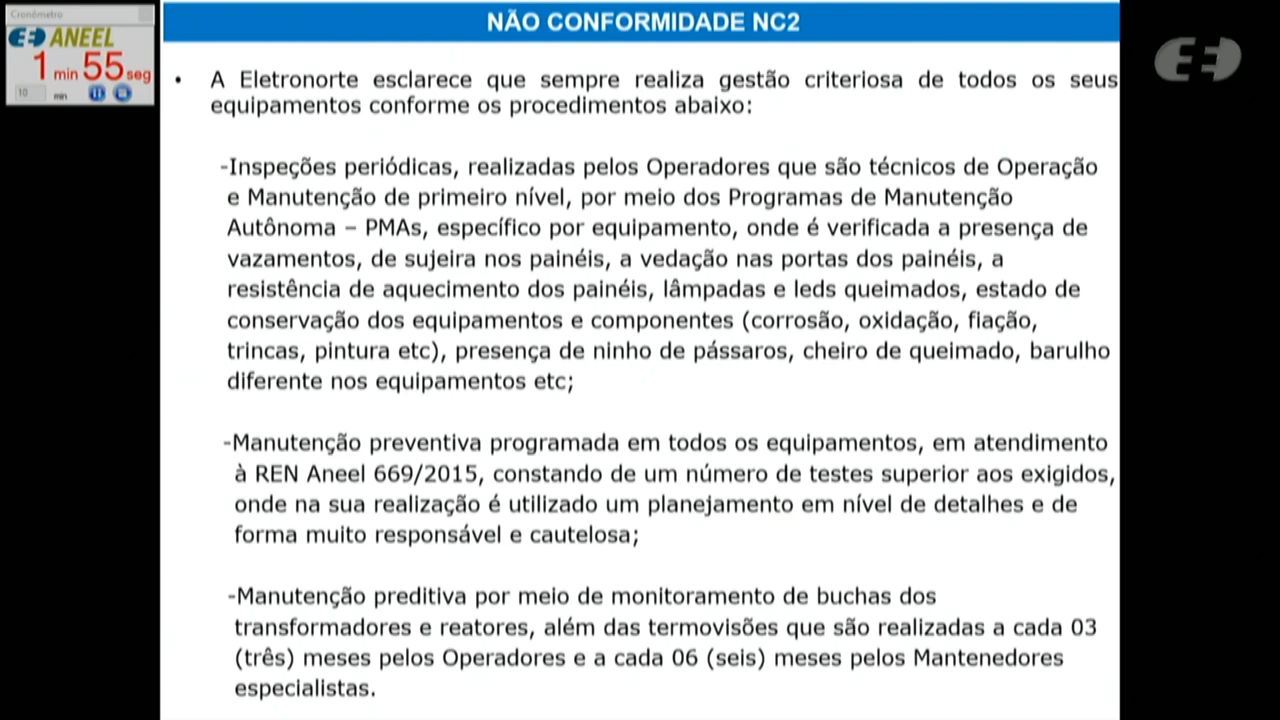 Cronômetro
ANEEL
1 min 55 seg
10 min
NÃO CONFORMIDADE NC2
• A Eletronorte esclarece que sempre realiza gestão criteriosa de todos os seus
equipamentos conforme os procedimentos abaixo:
-Inspeções periódicas, realizadas pelos Operadores que são técnicos de Operação
e Manutenção de primeiro nível, por meio dos Programas de Manutenção
Autônoma – PMAs, específico por equipamento, onde é verificada a presença de
vazamentos, de sujeira nos painéis, a vedação nas portas dos painéis, a
resistência de aquecimento dos painéis, lâmpadas e leds queimados, estado de
conservação dos equipamentos e componentes (corrosão, oxidação, fiação,
trincas, pintura etc), presença de ninho de pássaros, cheiro de queimado, barulho
diferente nos equipamentos etc;
-Manutenção preventiva programada em todos os equipamentos, em atendimento
à REN Aneel 669/2015, constando de um número de testes superior aos exigidos,
onde na sua realização é utilizado um planejamento em nível de detalhes e de
forma muito responsável e cautelosa;
-Manutenção preditiva por meio de monitoramento de buchas dos
transformadores e reatores, além das termovisões que são realizadas a cada 03
(três) meses pelos Operadores e a cada 06 (seis) meses pelos Mantenedores
especialistas.